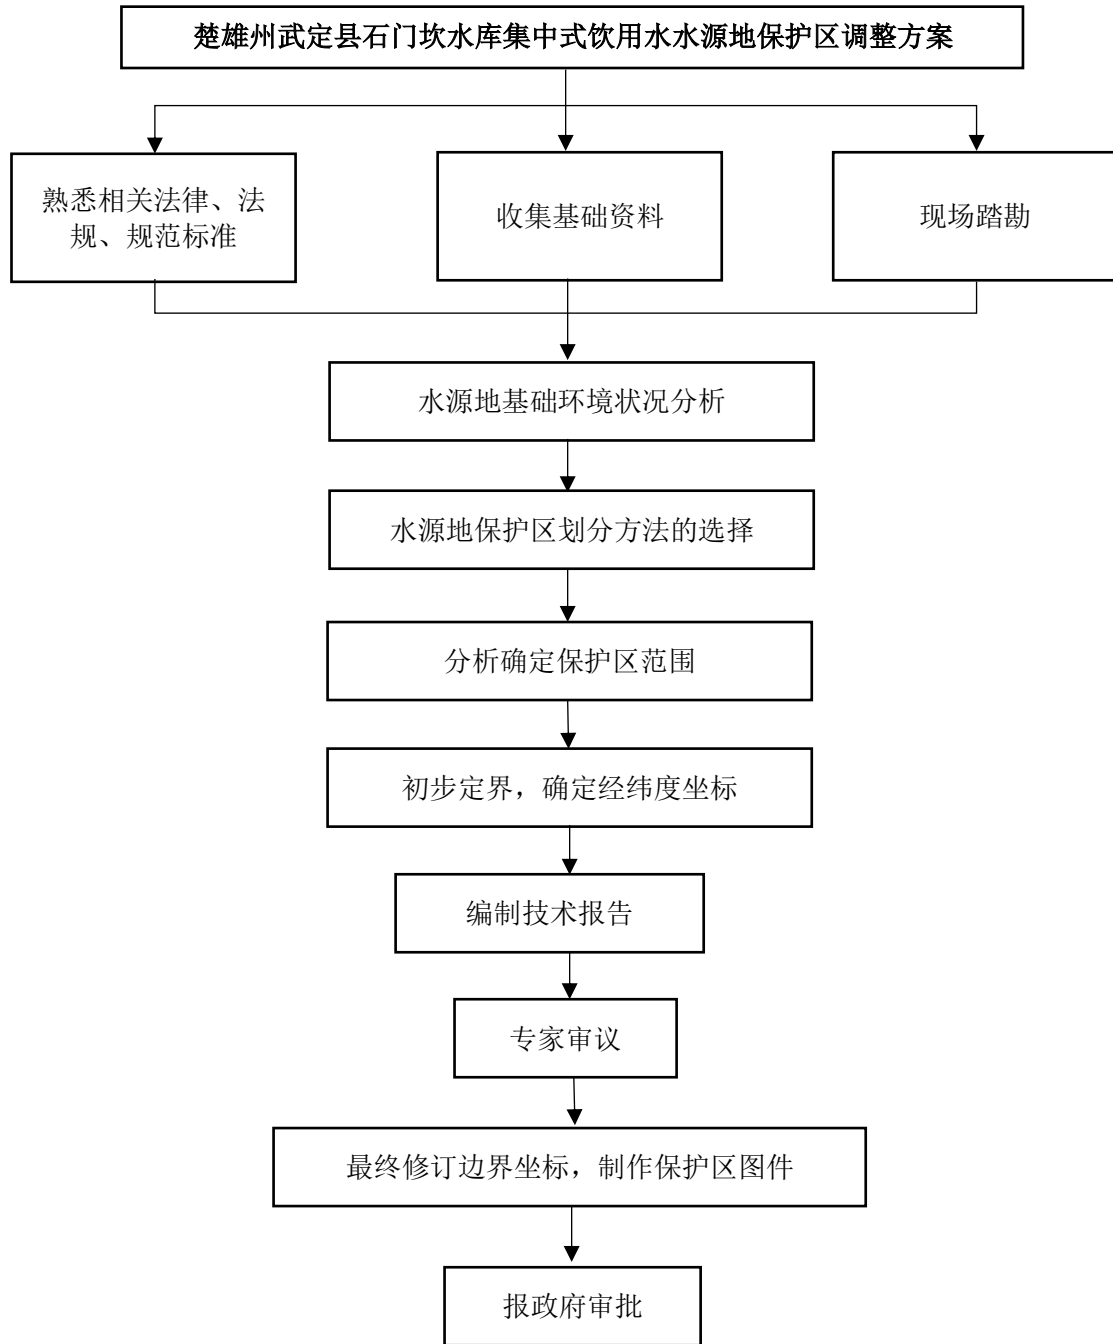 楚雄州武定县石门坎水库集中式饮用水水源地保护区调整方案
熟悉相关法律、法
规、规范标准
收集基础资料
现场踏勘
水源地基础环境状况分析
水源地保护区划分方法的选择
分析确定保护区范围
初步定界，确定经纬度坐标
编制技术报告
专家审议
最终修订边界坐标，制作保护区图件
报政府审批